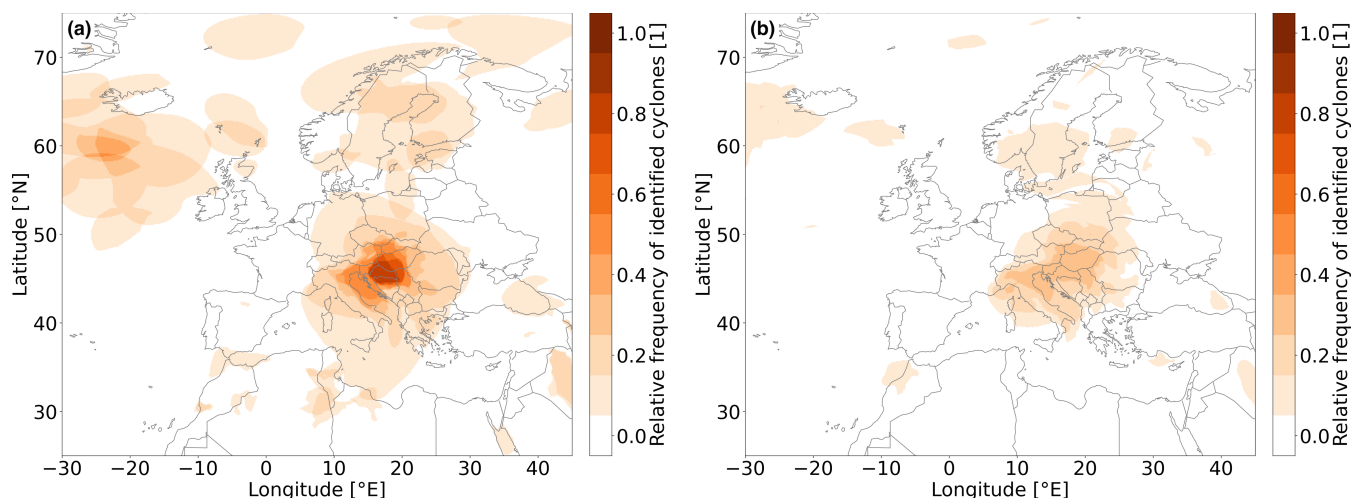 (a)
70
60
50
40
30
Latitude [°N]
−30 −20 −10 0 10 20 30 40
Longitude [°E]
1.0
0.8
0.6
0.4
0.2
0.0
Relative frequency of identified cyclones [1]
(b)
70
60
50
40
30
Latitude [°N]
−30 −20 −10 0 10 20 30 40
Longitude [°E]
1.0
0.8
0.6
0.4
0.2
0.0
Relative frequency of identified cyclones [1]